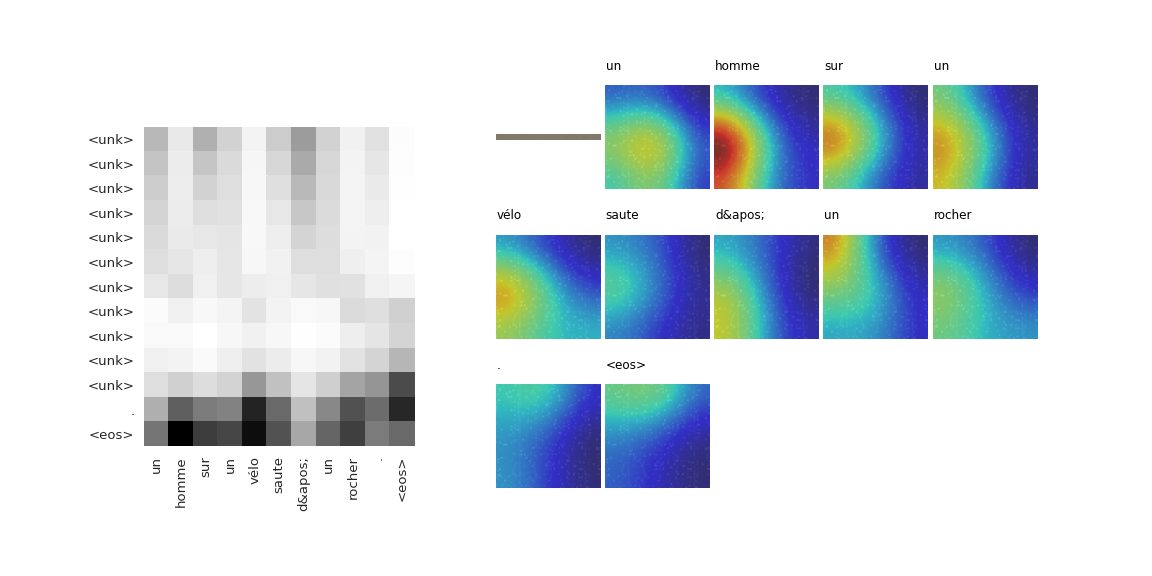 <unk>
<unk>
<unk>
<unk>
<unk>
<unk>
<unk>
<unk>
<unk>
<unk>
<unk>
.
<eos>
un homme sur un vélo saute d&apos; un rocher . <eos>
un homme sur un
vélo saute d&apos; un rocher
. <eos>